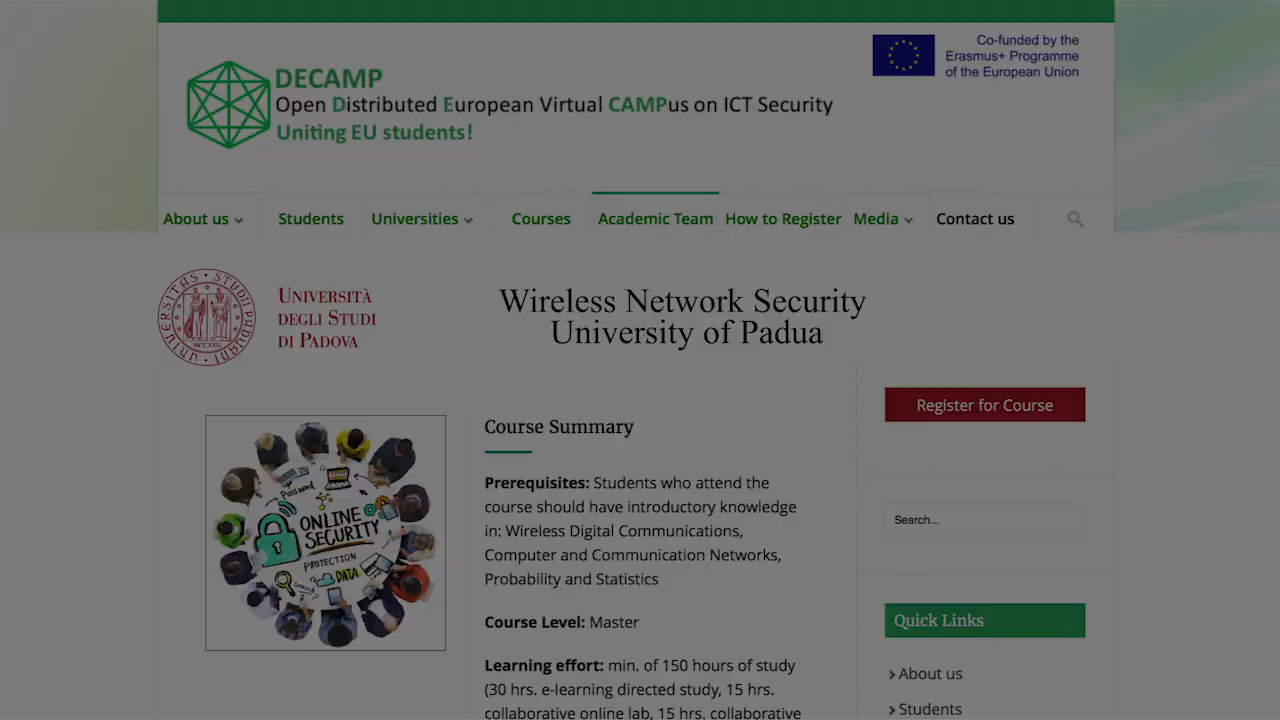 DECAMP
Open Distributed European Virtual CAMPus on ICT Security
Uniting EU students!
Co-funded by the
Erasmus+ Programme
of the European Union
About us
Students
Universities
Courses
Academic Team
How to Register
Media
Contact us
UNIVERSITÀ
DEGLI STUDI
DI PADOVA
Wireless Network Security
University of Padua
Register for Course
Course Summary
Prerequisites: Students who attend the
course should have introductory knowledge
in: Wireless Digital Communications,
Computer and Communication Networks,
Probability and Statistics
Course Level: Master
Learning effort: min. of 150 hours of study
(30 hrs. e-learning directed study, 15 hrs.
collaborative online lab, 15 hrs. collaborative
Password
ONLINE
SECURITY
PROTECTION
DATA
Search
Search...
Quick Links
About us
Students